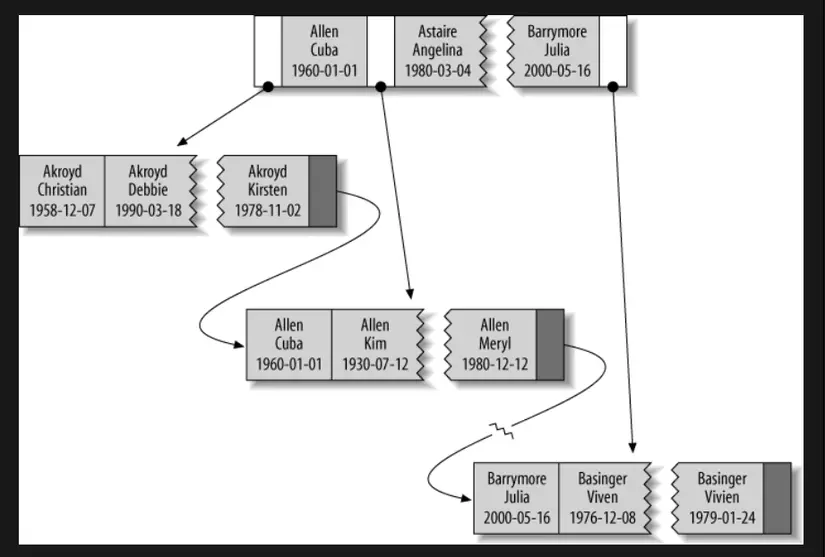 Allen
Cuba
1960-01-01
Astaire
Angelina
1980-03-04
Barrymore
Julia
2000-05-16
Akroyd
Christian
1958-12-07
Akroyd
Debbie
1990-03-18
Akroyd
Kirsten
1978-11-02
Allen
Cuba
1960-01-01
Allen
Kim
1930-07-12
Allen
Meryl
1980-12-12
Barrymore
Julia
2000-05-16
Basinger
Viven
1976-12-08
Basinger
Vivien
1979-01-24